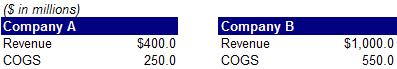 ($ in millions)
Company A Company B
Revenue $400.0 Revenue $1,000.0
COGS 250.0 COGS 550.0